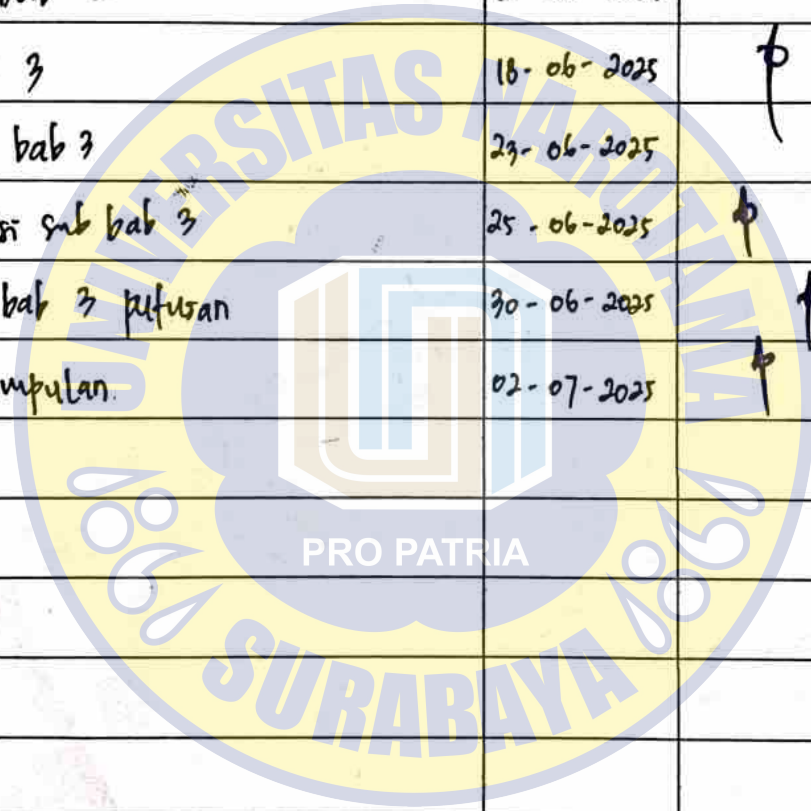 3 18-06-2025
bab 3 23-06-2025
si sub bab 3 25-06-2025
bab 3 putusan 30-06-2025
mpulan. 02-07-2025
UNIVERSITAS NAROTAMA
PRO PATRIA
SURABAYA